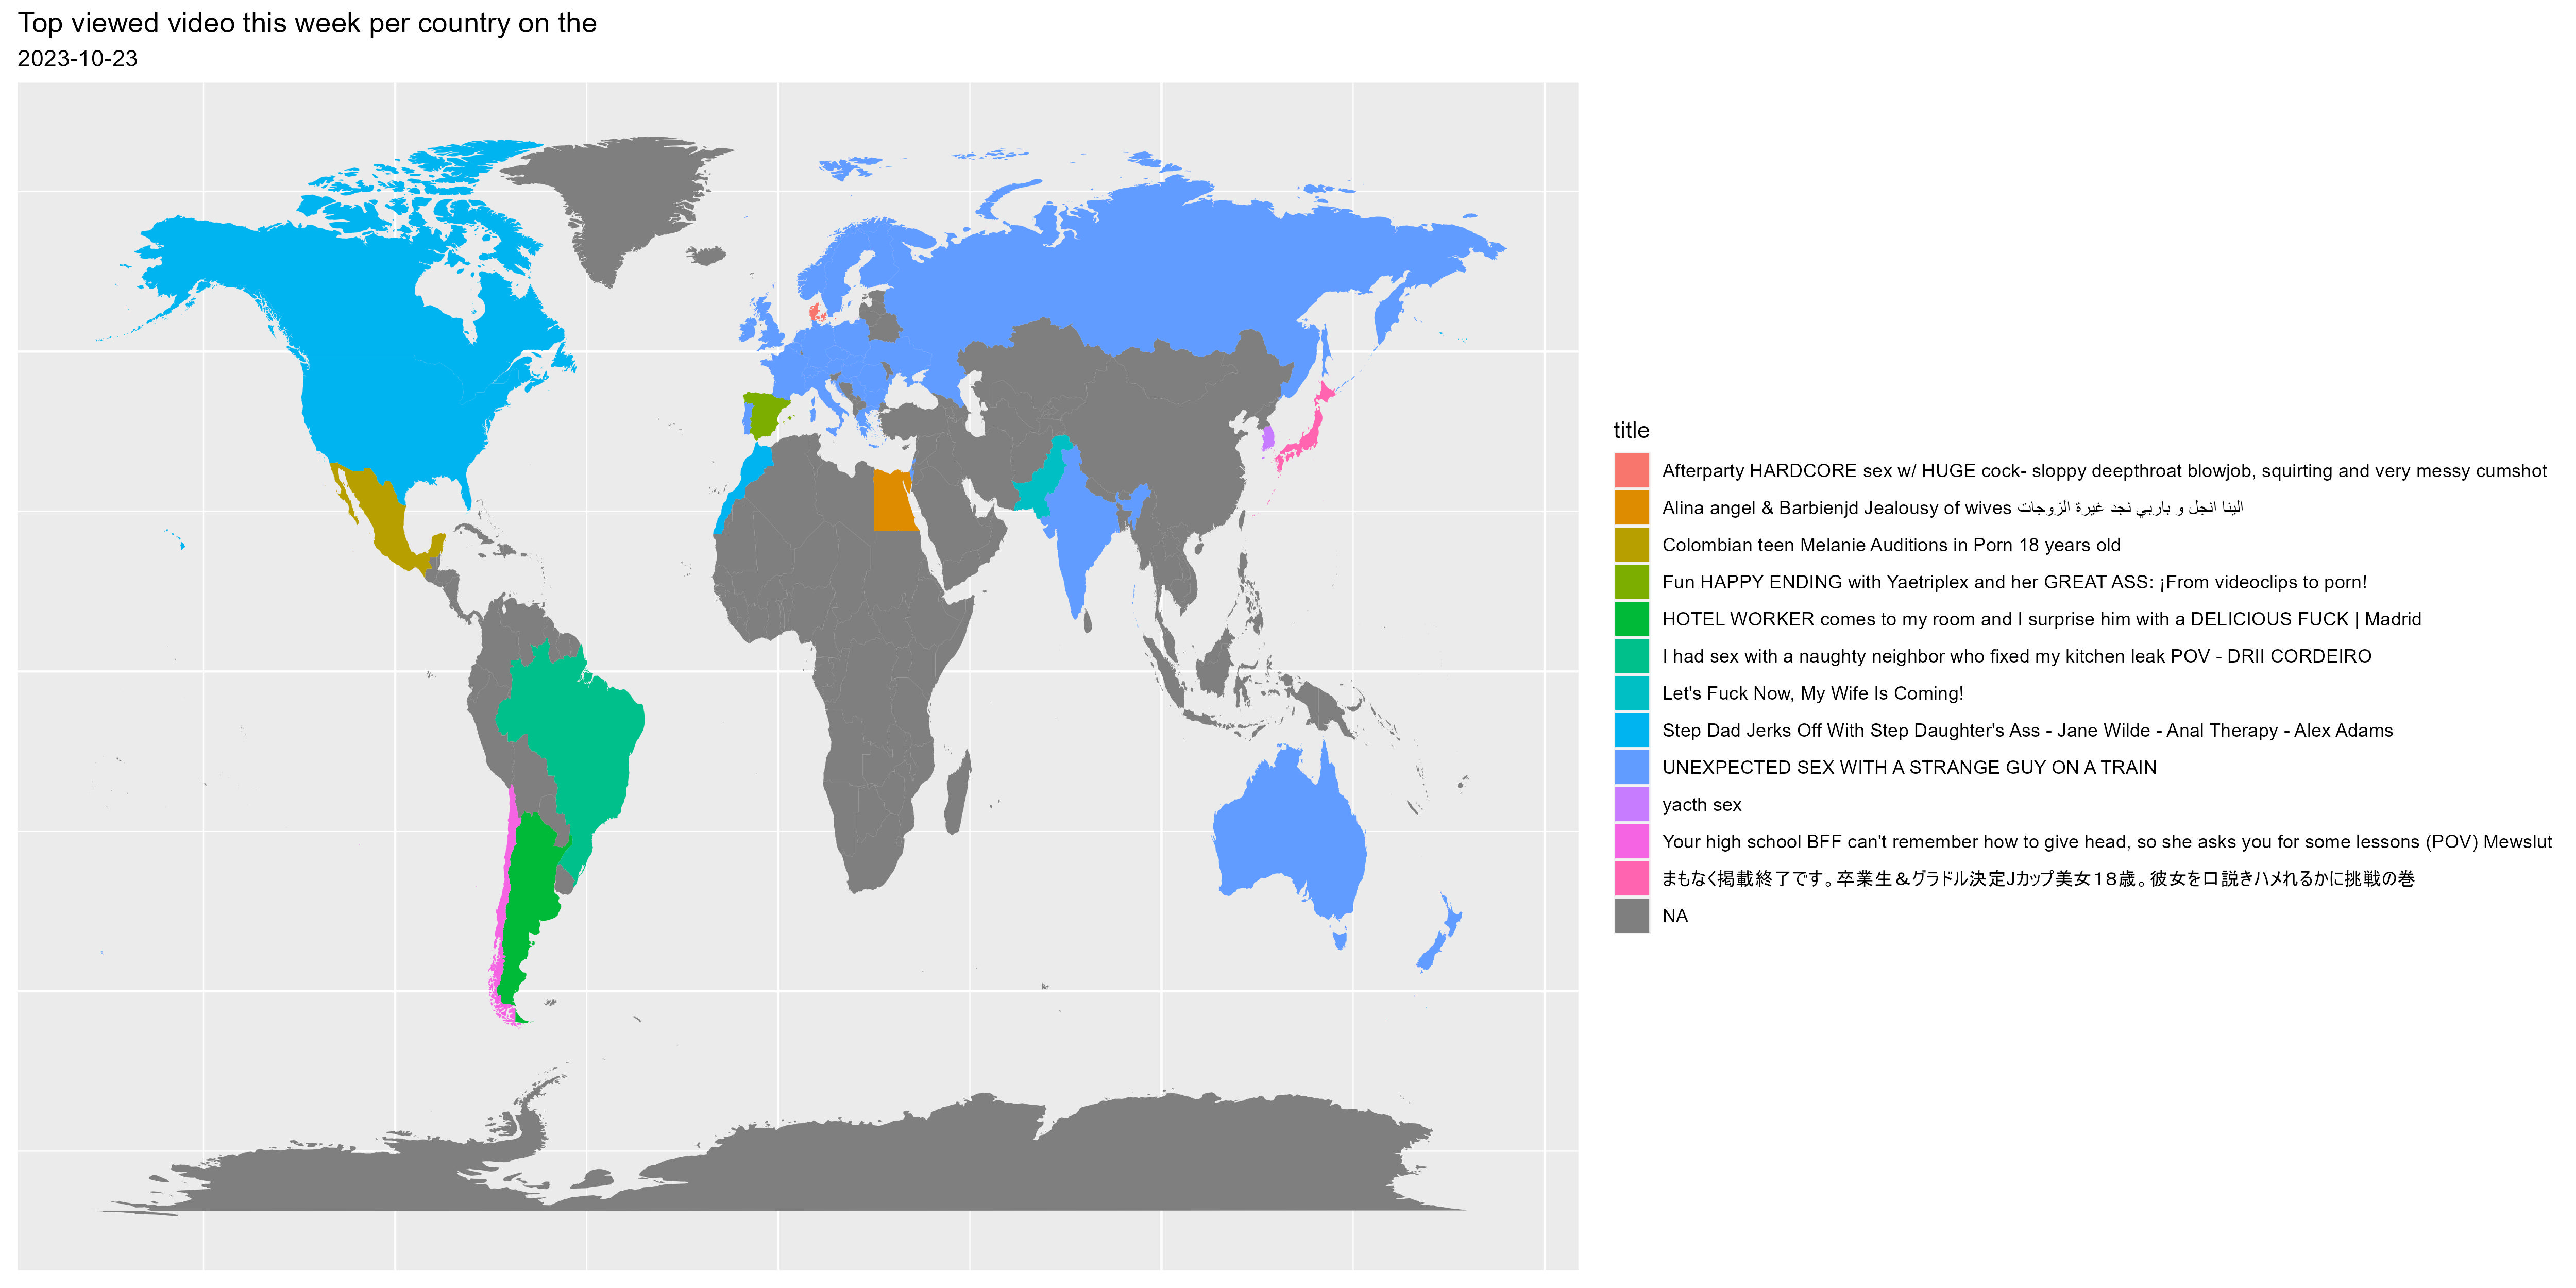 Top viewed video this week per country on the
2023-10-23
title
Afterparty HARDCORE sex w/ HUGE cock- sloppy deepthroat blowjob, squirting and very messy cumshot
Alina angel & Barbienjd Jealousy of wives الينا انجل و باربي نجد غيرة الزوجات
Colombian teen Melanie Auditions in Porn 18 years old
Fun HAPPY ENDING with Yaetriplex and her GREAT ASS: ¡From videoclips to porn!
HOTEL WORKER comes to my room and I surprise him with a DELICIOUS FUCK | Madrid
I had sex with a naughty neighbor who fixed my kitchen leak POV - DRII CORDEIRO
Let's Fuck Now, My Wife Is Coming!
Step Dad Jerks Off With Step Daughter's Ass - Jane Wilde - Anal Therapy - Alex Adams
UNEXPECTED SEX WITH A STRANGE GUY ON A TRAIN
yacth sex
Your high school BFF can't remember how to give head, so she asks you for some lessons (POV) Mewslut
まもなく掲載終了です。卒業生＆グラドル決定Jカップ美女１８歳。彼女を口説きハメれるかに挑戦の巻
NA